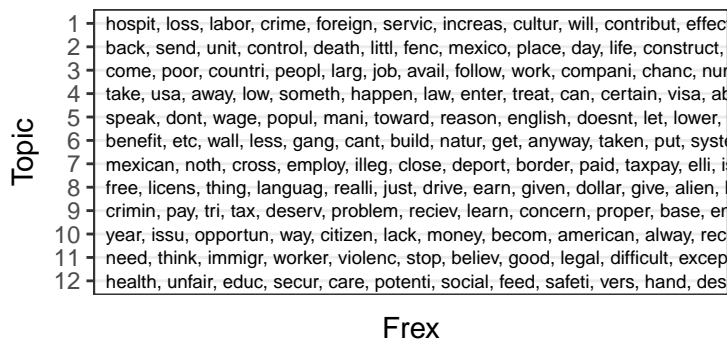 Topic
1 hospit, loss, labor, crime, foreign, servic, increas, cultur, will, contribut, effec
2 back, send, unit, control, death, littl, fenc, mexico, place, day, life, construct,
3 come, poor, countri, peopl, larg, job, avail, follow, work, compani, chanc,
4 take, usa, away, low, someth, happen, law, enter, treat, can, certain, visa,
5 speak, dont, wage, popul, mani, toward, reason, english, doesnt, let, lower,
6 benefit, etc, wall, less, gang, cant, build, natur, get, anyway, taken, put, syste
7 mexican, noth, cross, employ, illeg, close, deport, border, paid, taxpay, elli,
8 free, licens, thing, languag, realli, just, drive, earn, given, dollar, give, alien,
9 crimin, pay, tri, tax, deserv, problem, reciev, learn, concern, proper, base,
10 year, issu, opportun, way, citizen, lack, money, becom, american, alway, rec
11 need, think, immigr, worker, violenc, stop, believ, good, legal, difficult, excep
12 health, unfair, educ, secur, care, potenti, social, feed, safeti, vers, hand, des
Frex